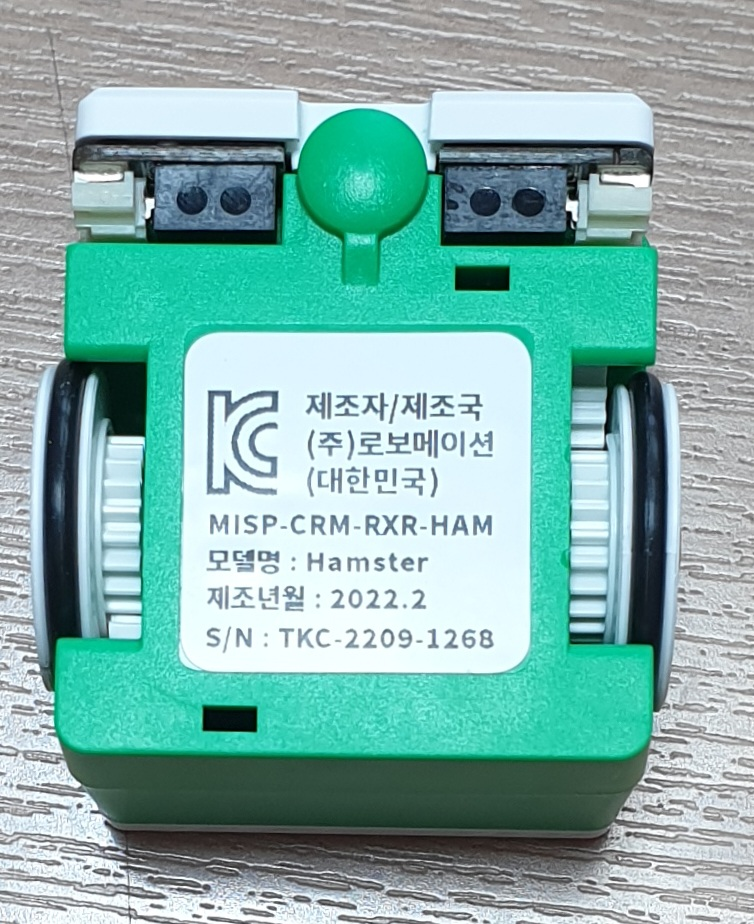 KC
제조자/제조국
(주)로보메이션
(대한민국)
MISP-CRM-RXR-HAM
모델명 : Hamster
제조년월 : 2022.2
S/N : TKC-2209-1268